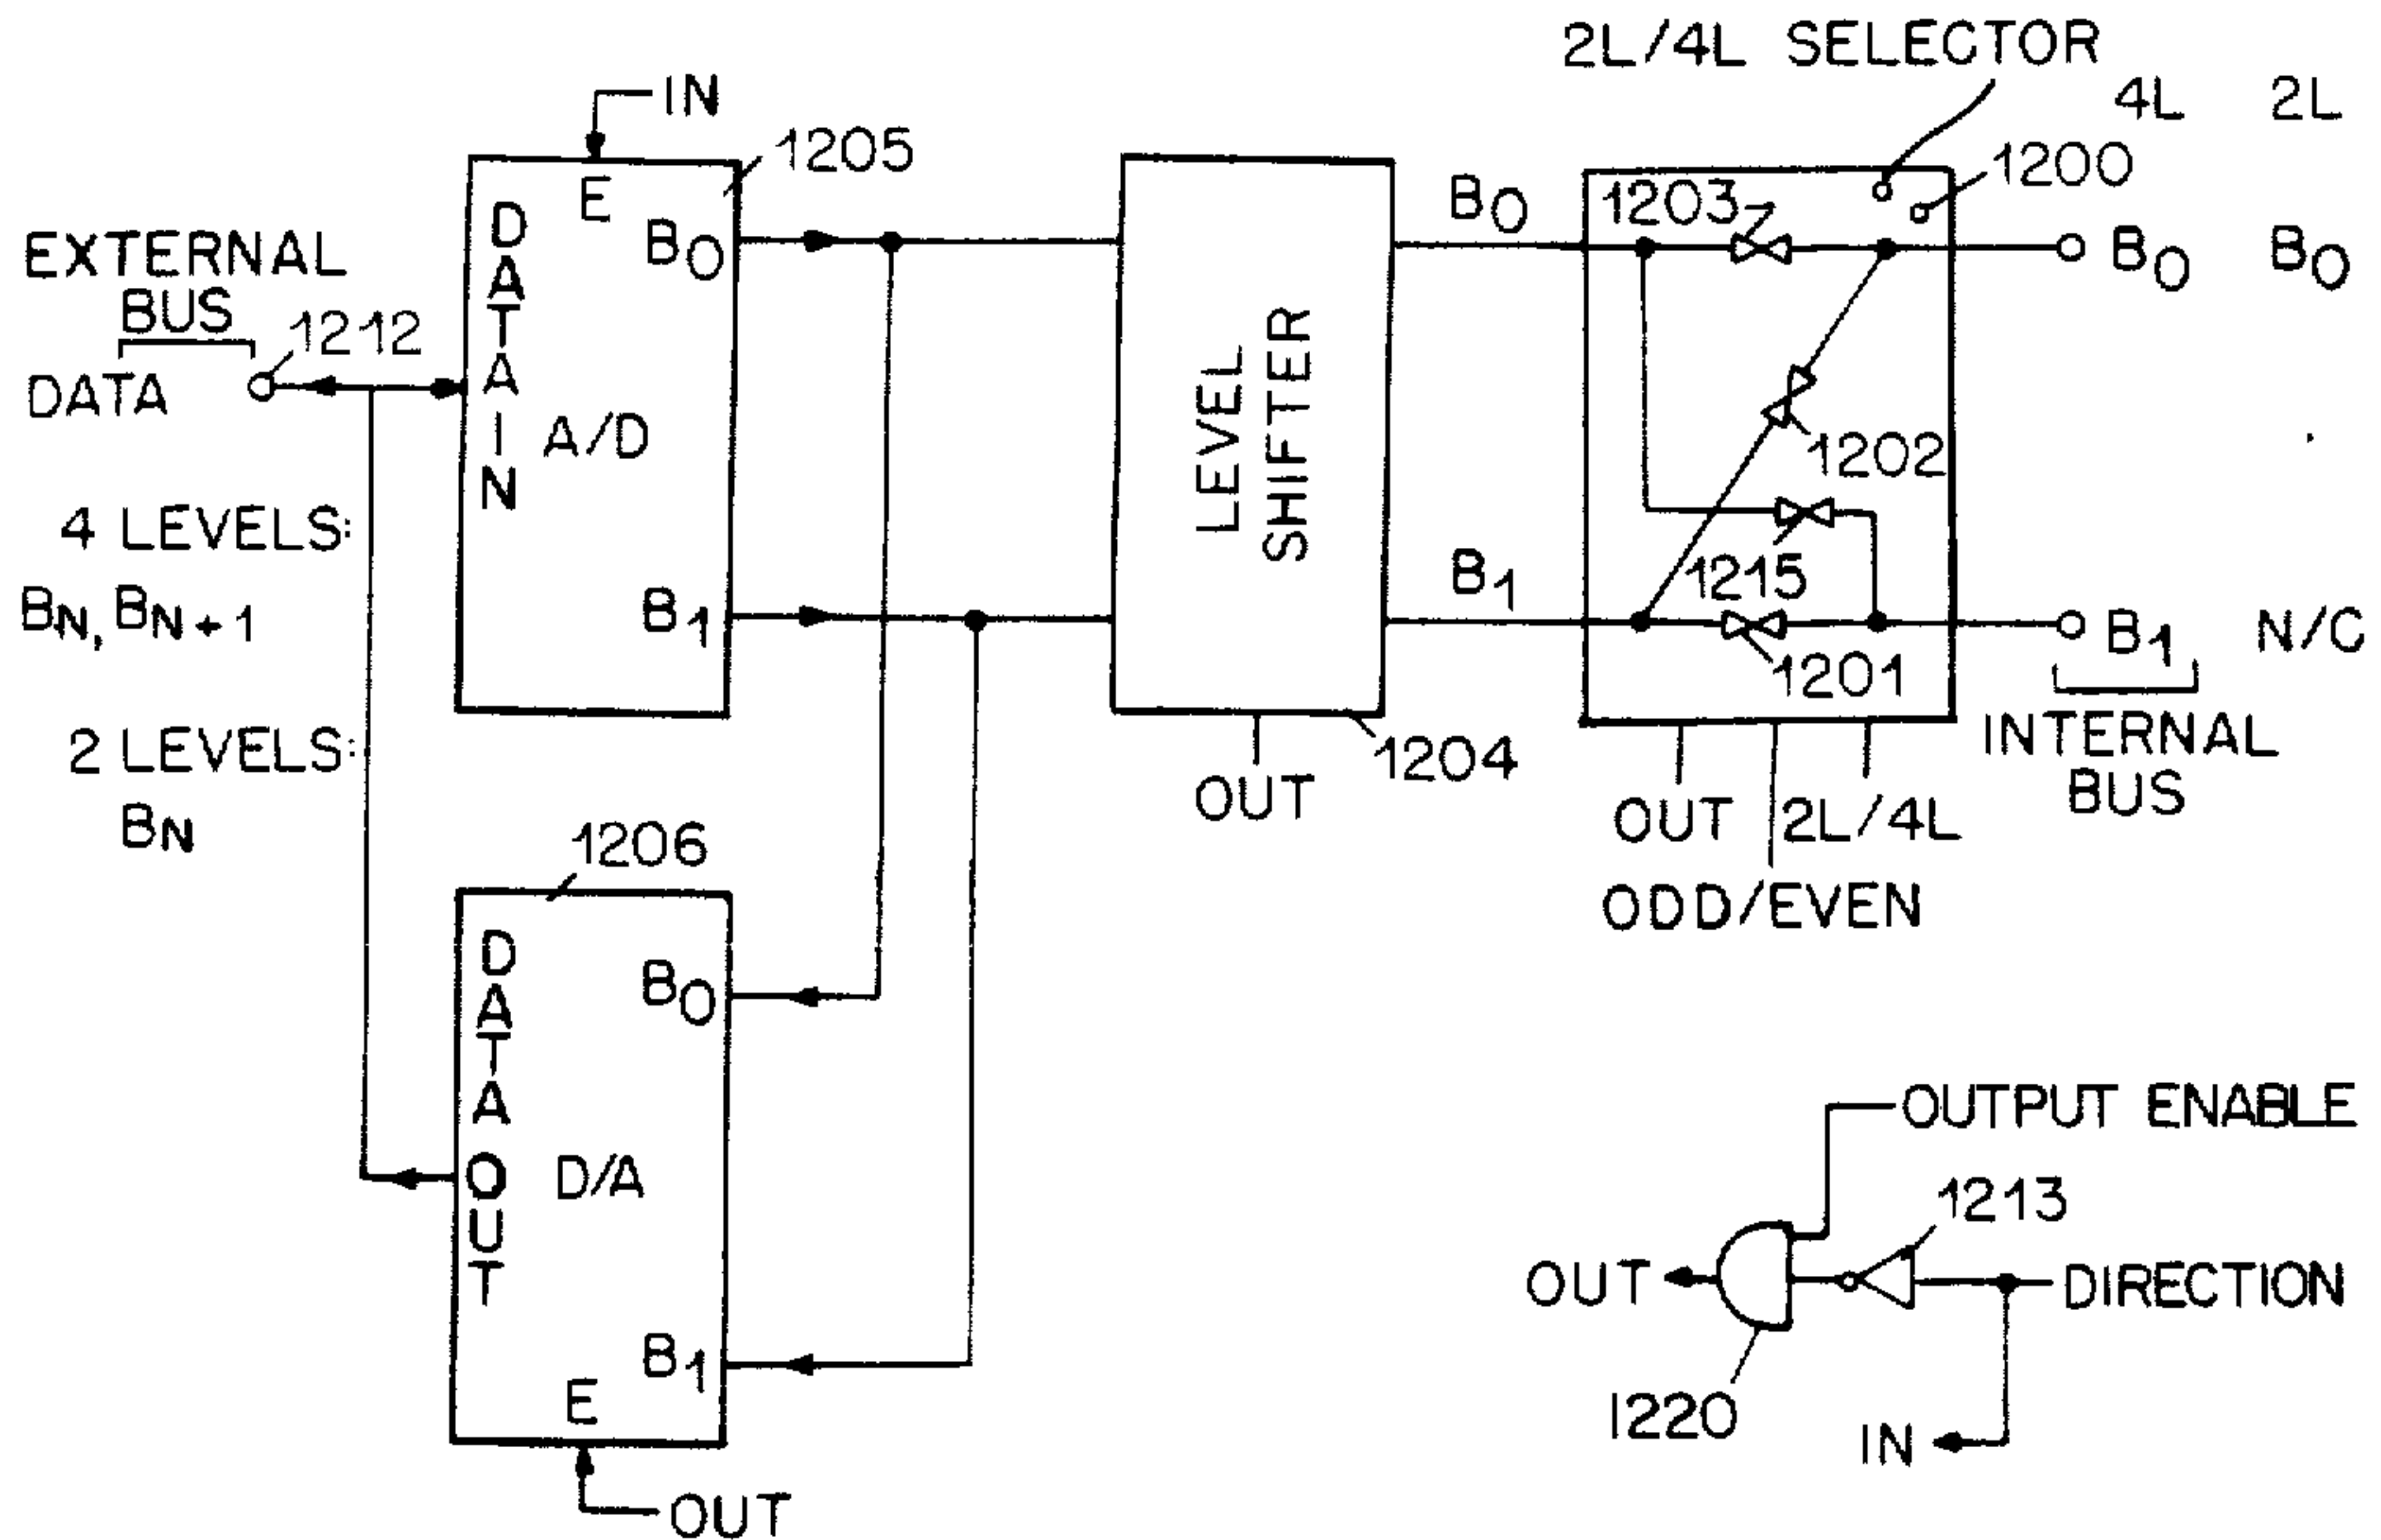 2L/4L SELECTOR
4L 2L
IN
1205
1200
E
B0
B0
1203
B0 B0
EXTERNAL
BUS
1212
DATA
DATA IN
A/D
LEVEL
SHIFTER
1202
4 LEVELS:
BN, BN+1
B1
B1
1215
1201
B1 N/C
INTERNAL
BUS
2 LEVELS:
BN
OUT
1204
OUT
2L/4L
ODD/EVEN
1206
DATA OUT
B0
D/A
B1
E
OUT
OUTPUT ENABLE
1213
OUT
DIRECTION
1220
IN